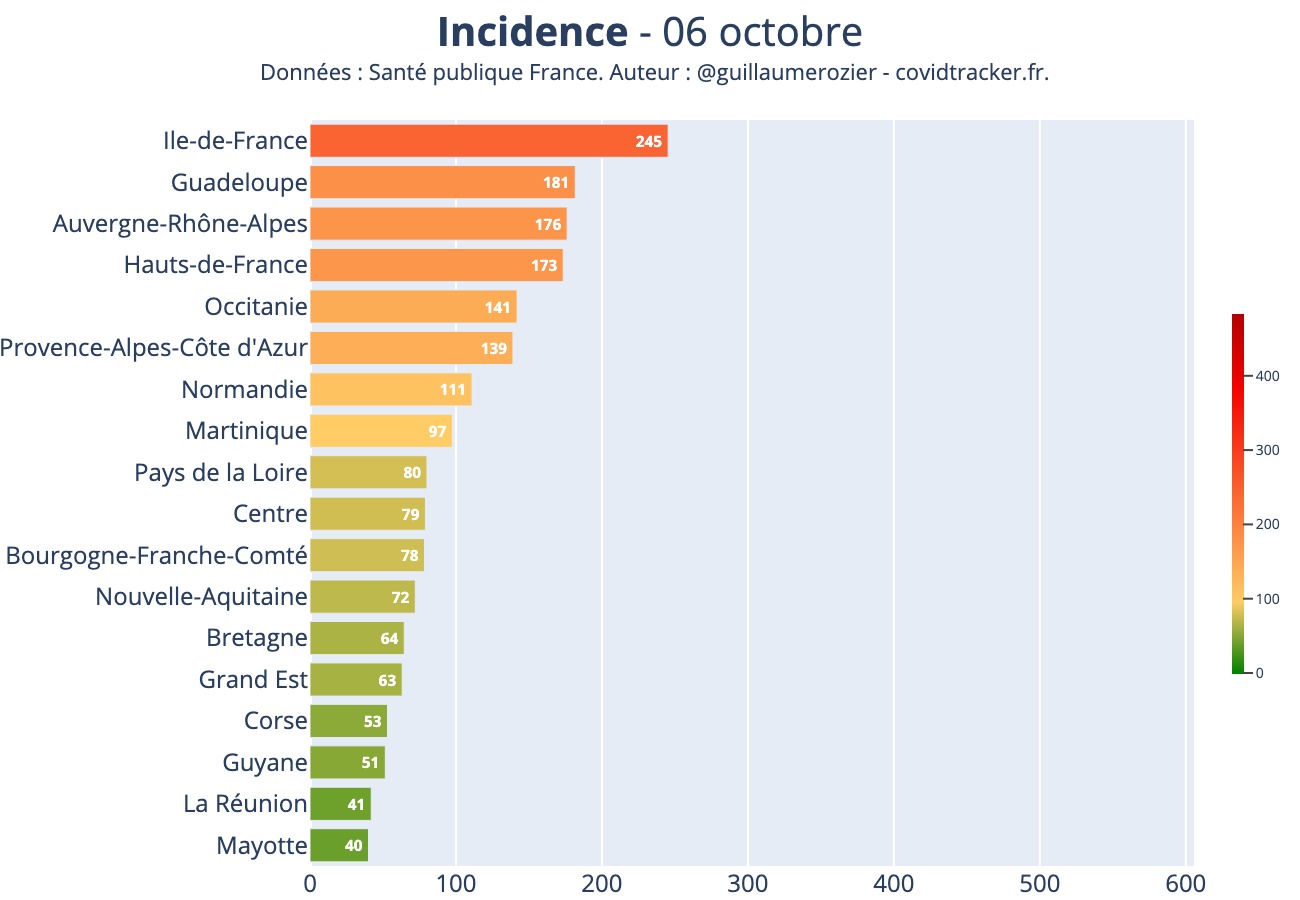 Incidence - 06 octobre
Données : Santé publique France. Auteur : @guillaumerozier - covidtracker.fr.
Ile-de-France 245
Guadeloupe 181
Auvergne-Rhône-Alpes 176
Hauts-de-France 173
Occitanie 141
Provence-Alpes-Côte d'Azur 139
Normandie 111
Martinique 97
Pays de la Loire 80
Centre 79
Bourgogne-Franche-Comté 78
Nouvelle-Aquitaine 72
Bretagne 64
Grand Est 63
Corse 53
Guyane 51
La Réunion 41
Mayotte 40
0 100 200 300 400 500 600
400
300
200
100
0